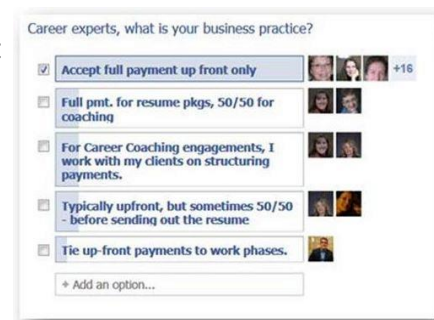 Career experts, what is your business practice?
Accept full payment up front only
+16
Full pmt. for resume pkgs, 50/50 for
coaching
For Career Coaching engagements, I
work with my clients on structuring
payments.
Typically upfront, but sometimes 50/50
- before sending out the resume
Tie up-front payments to work phases.
+ Add an option...